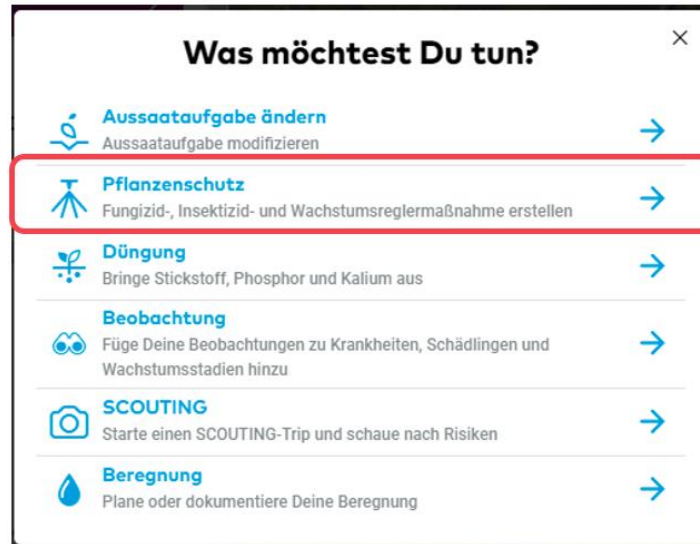 Was möchtest Du tun?
Aussaataufgabe ändern
Aussaataufgabe modifizieren
Pflanzenschutz
Fungizid-, Insektizid- und Wachstumsreglermaßnahme erstellen
Düngung
Bringe Stickstoff, Phosphor und Kalium aus
Beobachtung
Füge Deine Beobachtungen zu Krankheiten, Schädlingen und
Wachstumsstadien hinzu
SCOUTING
Starte einen SCOUTING-Trip und schaue nach Risiken
Beregnung
Plane oder dokumentiere Deine Beregnung